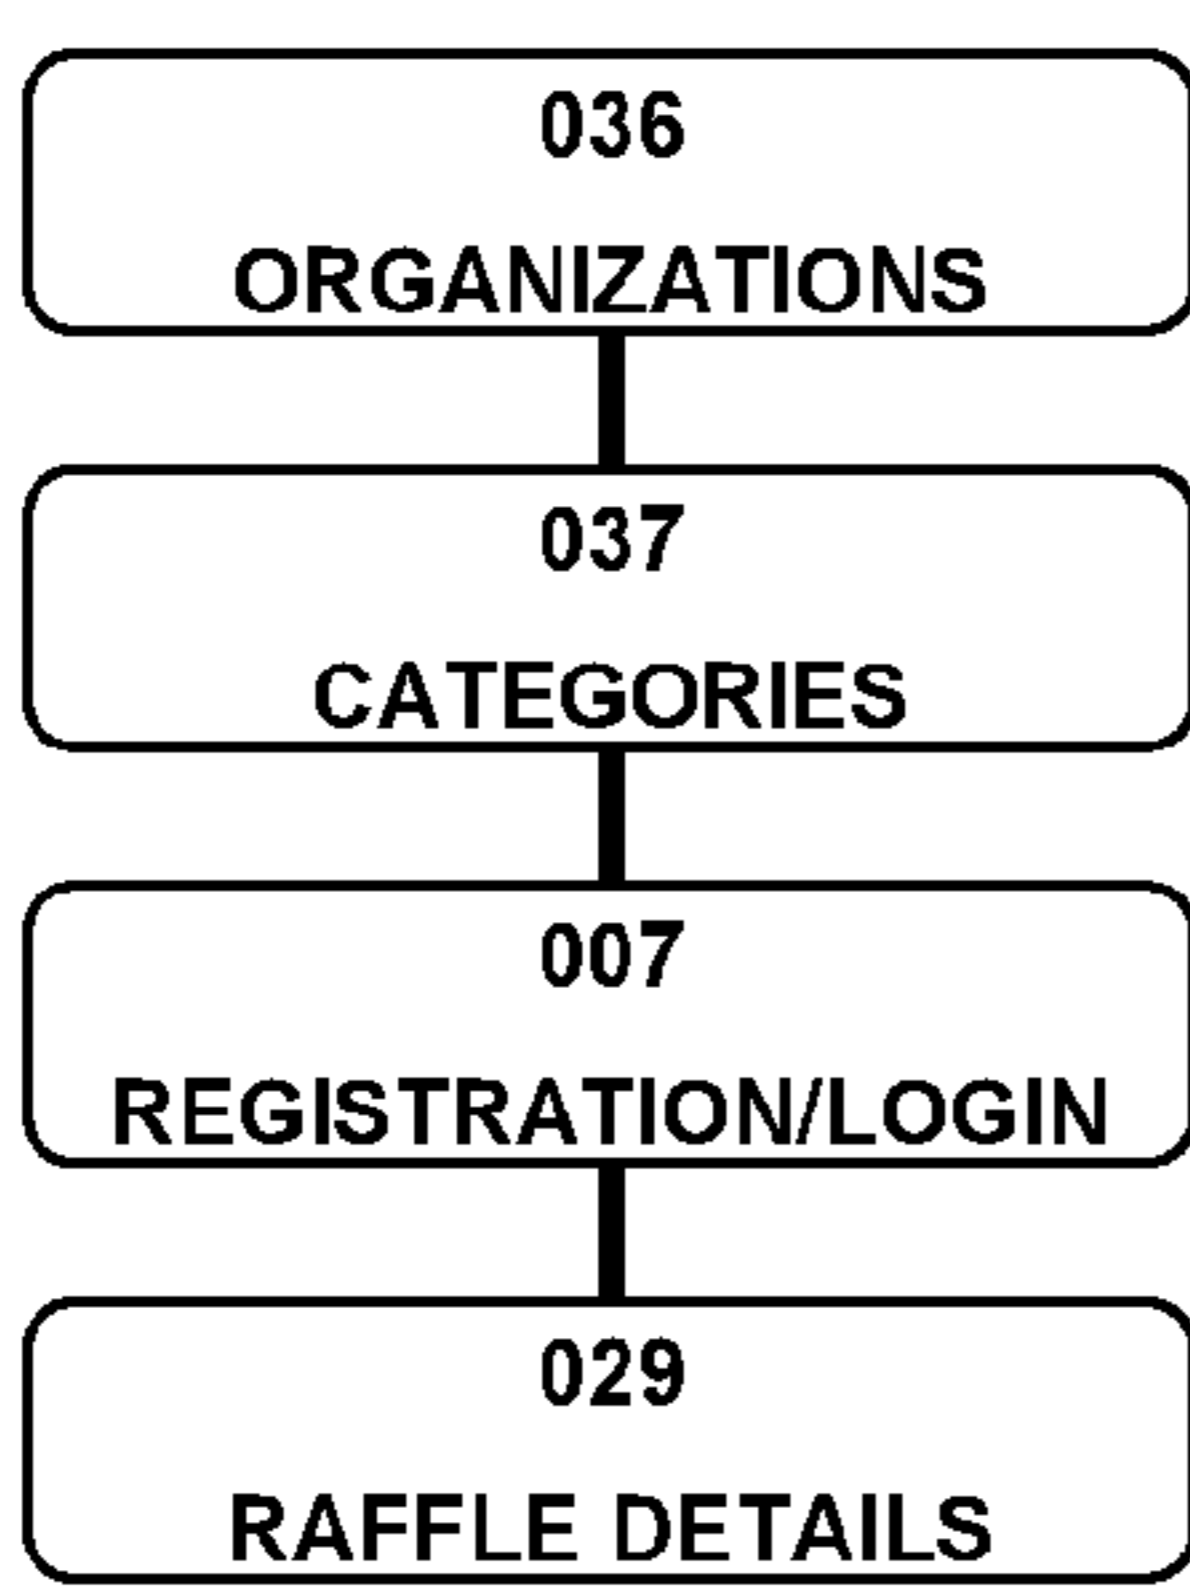 036
ORGANIZATIONS
037
CATEGORIES
007
REGISTRATION/LOGIN
029
RAFFLE DETAILS